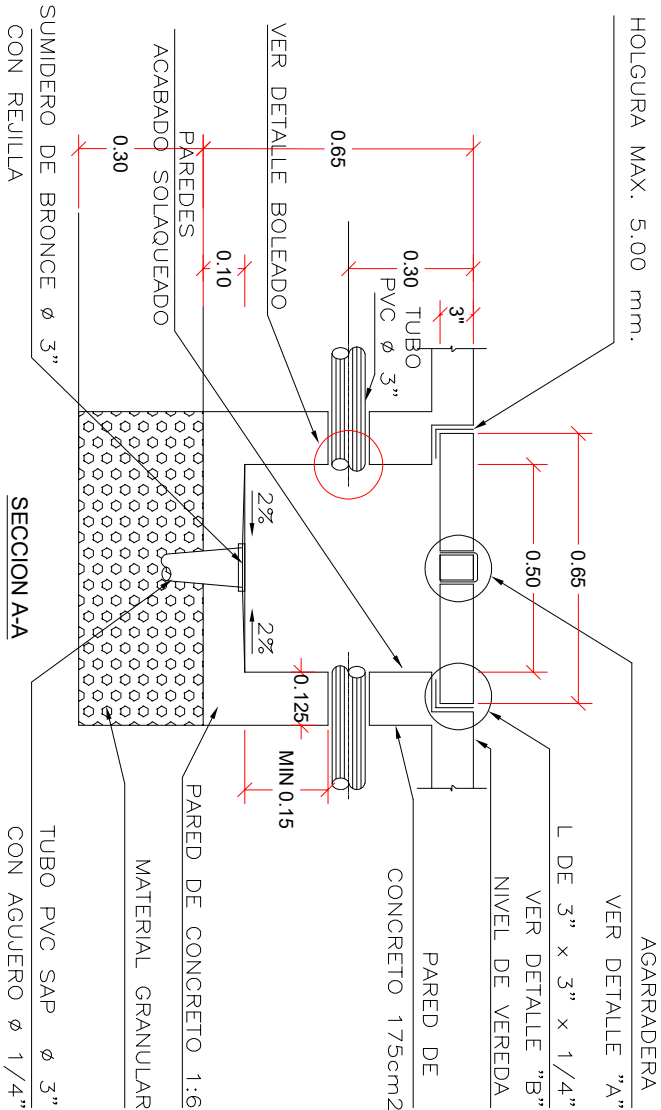 HOLGURA MAX. 5.00 mm.
0.65
0.30
3"
TUBO
PVC ø 3"
VER DETALLE BOLEADO
PAREDES
ACABADO SOLAQUEADO
0.10
0.30
SUMIDERO DE BRONCE ø 3"
CON REJILLA
0.65
0.50
2%
2%
0.125
MIN 0.15
AGARRADERA
VER DETALLE "A"
L DE 3" x 3" x 1/4"
VER DETALLE "B"
NIVEL DE VEREDA
PARED DE
CONCRETO 175cm2
PARED DE CONCRETO 1:6
MATERIAL GRANULAR
TUBO PVC SAP ø 3"
CON AGUJERO ø 1/4"
SECCION A-A